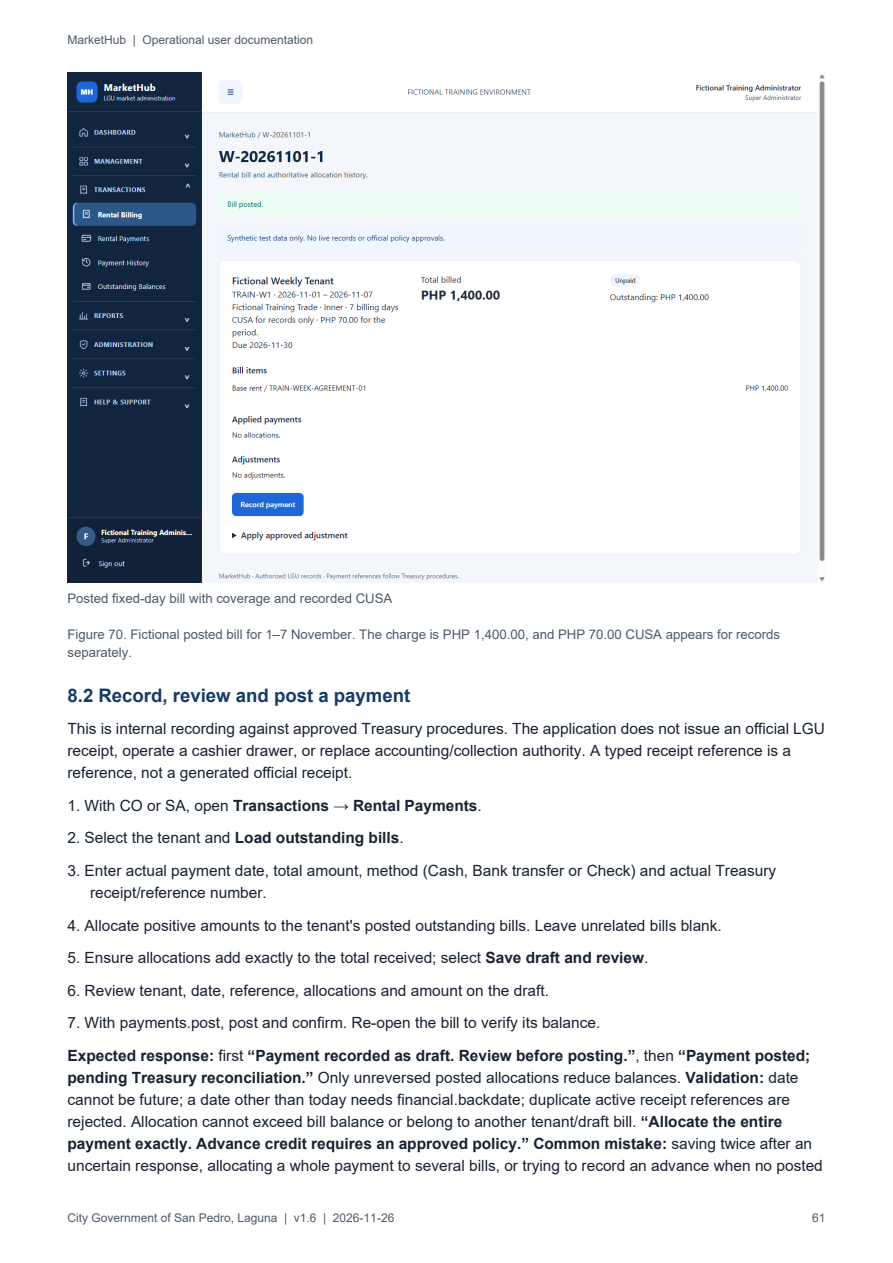 MarketHub | Operational user documentation
MH
MarketHub
LGU market administration
DASHBOARD
MANAGEMENT
TRANSACTIONS
Rental Billing
Rental Payments
Payment History
Outstanding Balances
REPORTS
ADMINISTRATION
SETTINGS
HELP & SUPPORT
F
Fictional Training Adminis...
Super Administrator
Sign out
FICTIONAL TRAINING ENVIRONMENT
Fictional Training Administrator
Super Administrator
MarketHub / W-20261101-1
W-20261101-1
Rental bill and authoritative allocation history.
Bill posted.
Synthetic test data only. No live records or official policy approvals.
Fictional Weekly Tenant
TRAIN-W1 · 2026-11-01 – 2026-11-07
Fictional Training Trade · Inner · 7 billing days
CUSA for records only · PHP 70.00 for the
period.
Due 2026-11-30
Total billed
PHP 1,400.00
Unpaid
Outstanding: PHP 1,400.00
Bill items
Base rent / TRAIN-WEEK-AGREEMENT-01 PHP 1,400.00
Applied payments
No allocations.
Adjustments
No adjustments.
Record payment
▶ Apply approved adjustment
MarketHub · Authorized LGU records · Payment references follow Treasury procedures.
Posted fixed-day bill with coverage and recorded CUSA
Figure 70. Fictional posted bill for 1–7 November. The charge is PHP 1,400.00, and PHP 70.00 CUSA appears for records
separately.
8.2 Record, review and post a payment
This is internal recording against approved Treasury procedures. The application does not issue an official LGU
receipt, operate a cashier drawer, or replace accounting/collection authority. A typed receipt reference is a
reference, not a generated official receipt.
1. With CO or SA, open Transactions → Rental Payments.
2. Select the tenant and Load outstanding bills.
3. Enter actual payment date, total amount, method (Cash, Bank transfer or Check) and actual Treasury
receipt/reference number.
4. Allocate positive amounts to the tenant's posted outstanding bills. Leave unrelated bills blank.
5. Ensure allocations add exactly to the total received; select Save draft and review.
6. Review tenant, date, reference, allocations and amount on the draft.
7. With payments.post, post and confirm. Re-open the bill to verify its balance.
Expected response: first “Payment recorded as draft. Review before posting.”, then “Payment posted;
pending Treasury reconciliation.” Only unreversed posted allocations reduce balances. Validation: date
cannot be future; a date other than today needs financial.backdate; duplicate active receipt references are
rejected. Allocation cannot exceed bill balance or belong to another tenant/draft bill. “Allocate the entire
payment exactly. Advance credit requires an approved policy.” Common mistake: saving twice after an
uncertain response, allocating a whole payment to several bills, or trying to record an advance when no posted
City Government of San Pedro, Laguna | v1.6 | 2026-11-26
61